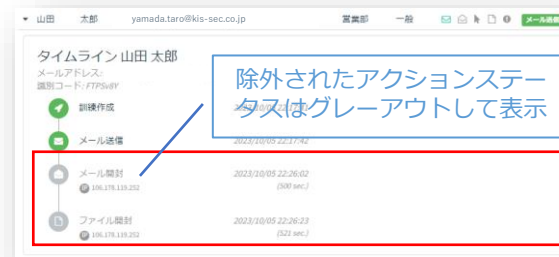 山田 太郎 yamada.taro@kis-sec.co.jp 営業部 一般 メール送信
タイムライン 山田 太郎
メールアドレス:
識別コード: FTPSu8Y
除外されたアクションステー
タスはグレーアウトして表示
訓練作成
メール送信 2023/10/05 22:17:42
メール開封 2023/10/05 22:26:02
IP 106.178.119.252 (500 sec.)
ファイル開封 2023/10/05 22:26:23
IP 106.178.119.252 (521 sec.)